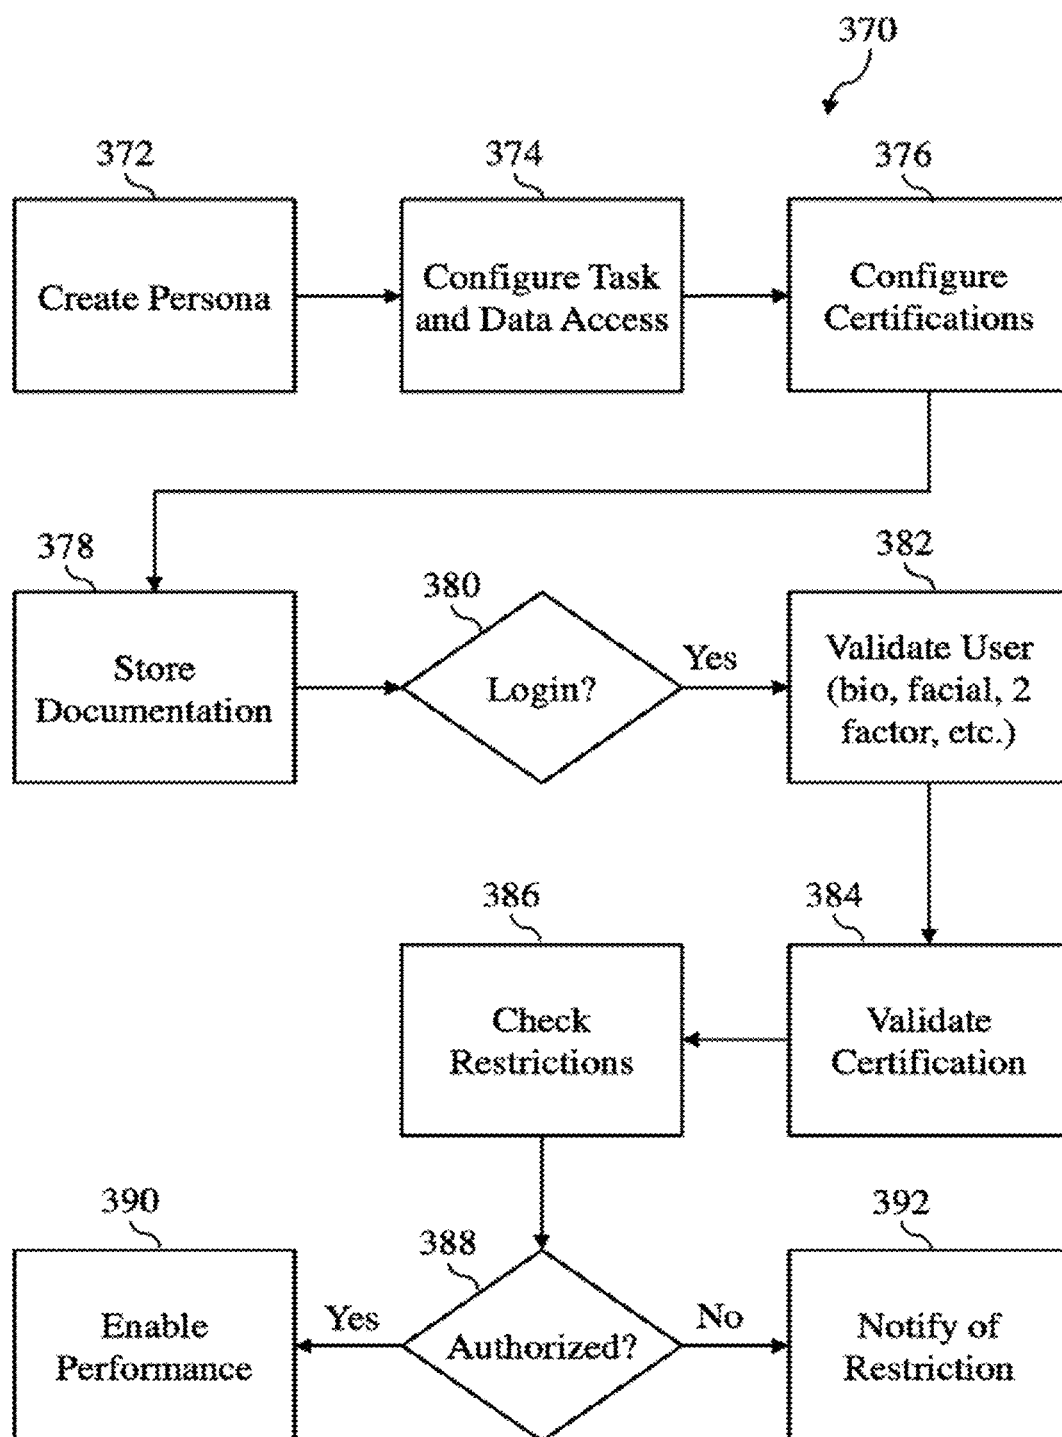 370
372
374
376
Create Persona
Configure Task
and Data Access
Configure
Certifications
378
380
382
Store
Documentation
Login?
Yes
Validate User
(bio, facial, 2
factor, etc.)
386
384
Check
Restrictions
Validate
Certification
390
388
392
Enable
Performance
Yes
Authorized?
No
Notify of
Restriction